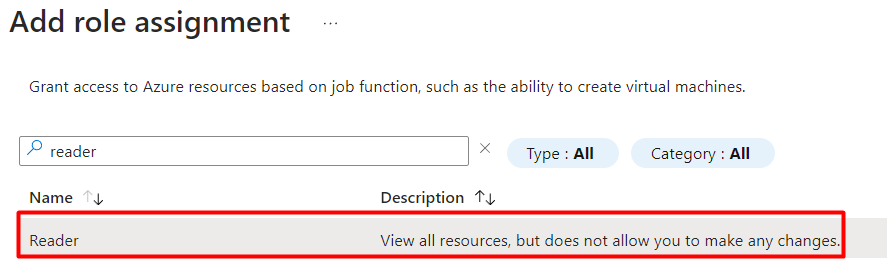 Add role assignment ...
Grant access to Azure resources based on job function, such as the ability to create virtual machines.
reader
Type : All
Category : All
Name ↑↓ Description ↑↓
Reader View all resources, but does not allow you to make any changes.